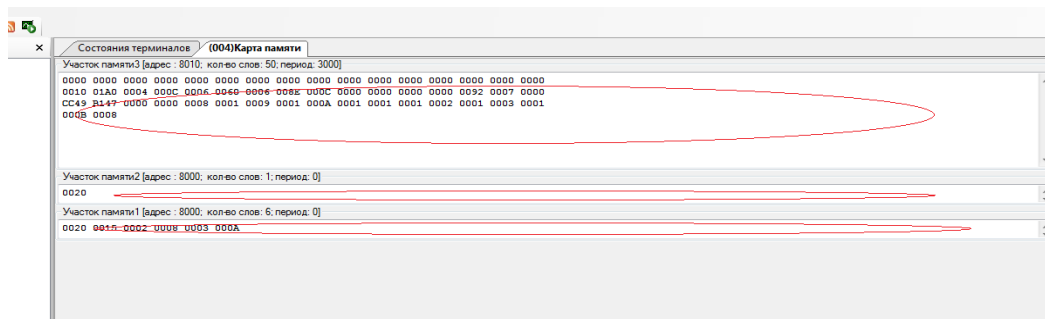 Состояния терминалов (004)Карта памяти
Участок памяти3 [адрес : 8010; кол-во слов: 50; период: 3000]
0000 0000 0000 0000 0000 0000 0000 0000 0000 0000 0000 0000 0000 0000 0000 0000
0010 01A0 0004 000C 0006 0060 0006 008E 000C 0000 0000 0000 0000 0092 0007 0000
CC49 B147 0000 0000 0008 0001 0009 0001 000A 0001 0001 0001 0002 0001 0003 0001
000B 0008
Участок памяти2 [адрес : 8000; кол-во слов: 1; период: 0]
0020
Участок памяти1 [адрес : 8000; кол-во слов: 6; период: 0]
0020 0015 0002 0008 0003 000A